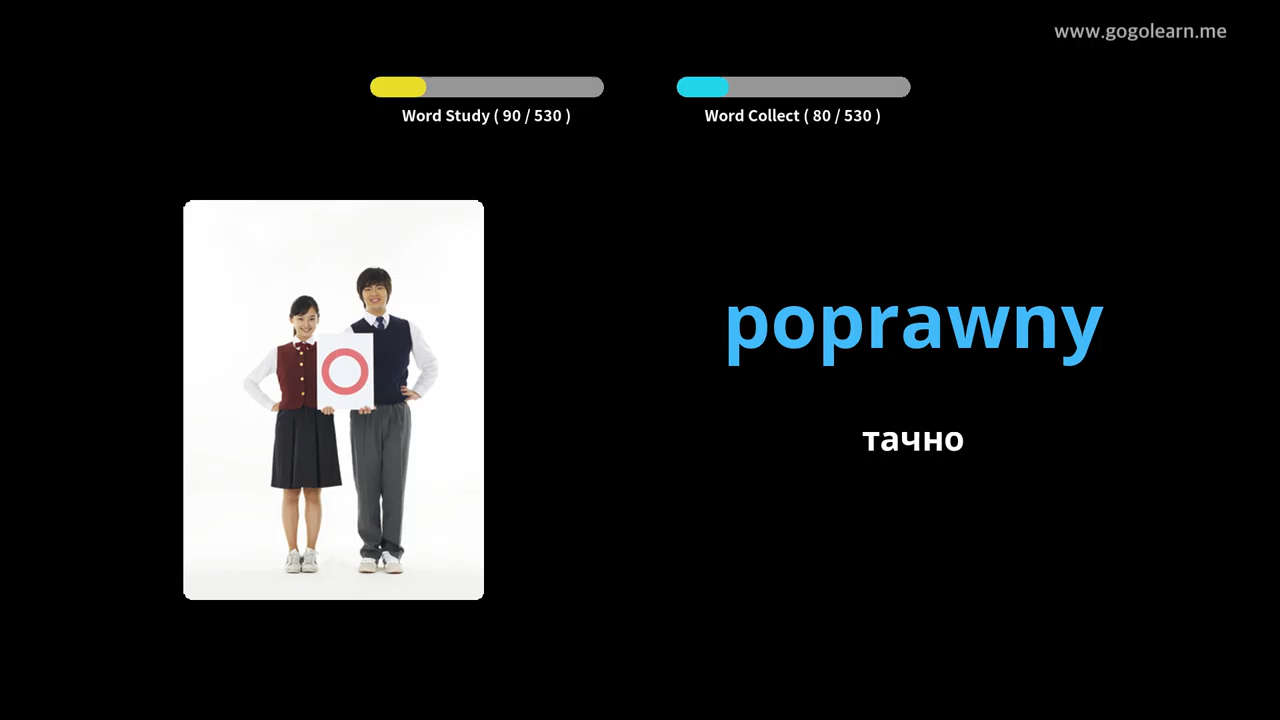 www.gogolearn.me
Word Study ( 90 / 530 )
Word Collect ( 80 / 530 )
poprawny
тачно